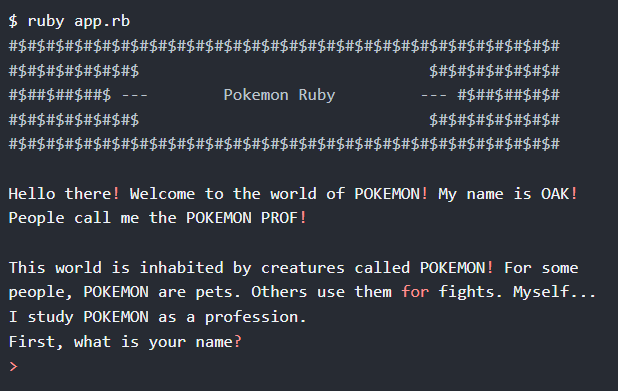 $ ruby app.rb
#$#$#$#$#$#$#$#$#$#$#$#$#$#$#$#$#$#$#$#$#$#$#$#$#$#$#$#$#$#
#$#$#$#$#$#$#$                               $#$#$#$#$#$#$#
#$##$##$##$ ---        Pokemon Ruby         --- #$##$##$#$#
#$#$#$#$#$#$#$                               $#$#$#$#$#$#$#
#$#$#$#$#$#$#$#$#$#$#$#$#$#$#$#$#$#$#$#$#$#$#$#$#$#$#$#$#$#
Hello there! Welcome to the world of POKEMON! My name is OAK!
People call me the POKEMON PROF!
This world is inhabited by creatures called POKEMON! For some
people, POKEMON are pets. Others use them for fights. Myself...
I study POKEMON as a profession.
First, what is your name?
>